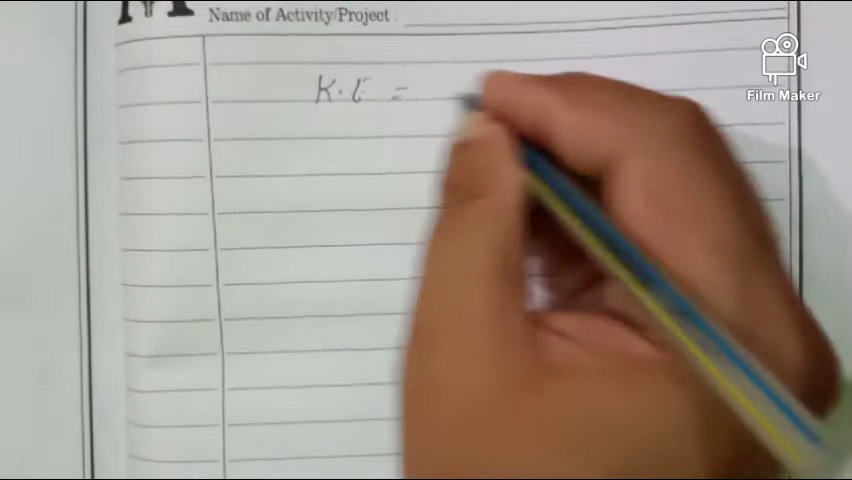 Name of Activity/Project :
K.E =
Film Maker